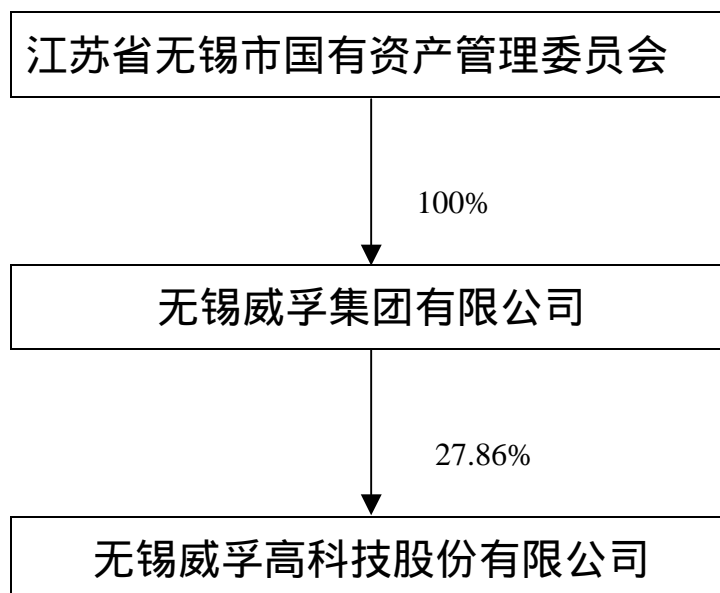 江苏省无锡市国有资产管理委员会
100%
无锡威孚集团有限公司
27.86%
无锡威孚高科技股份有限公司